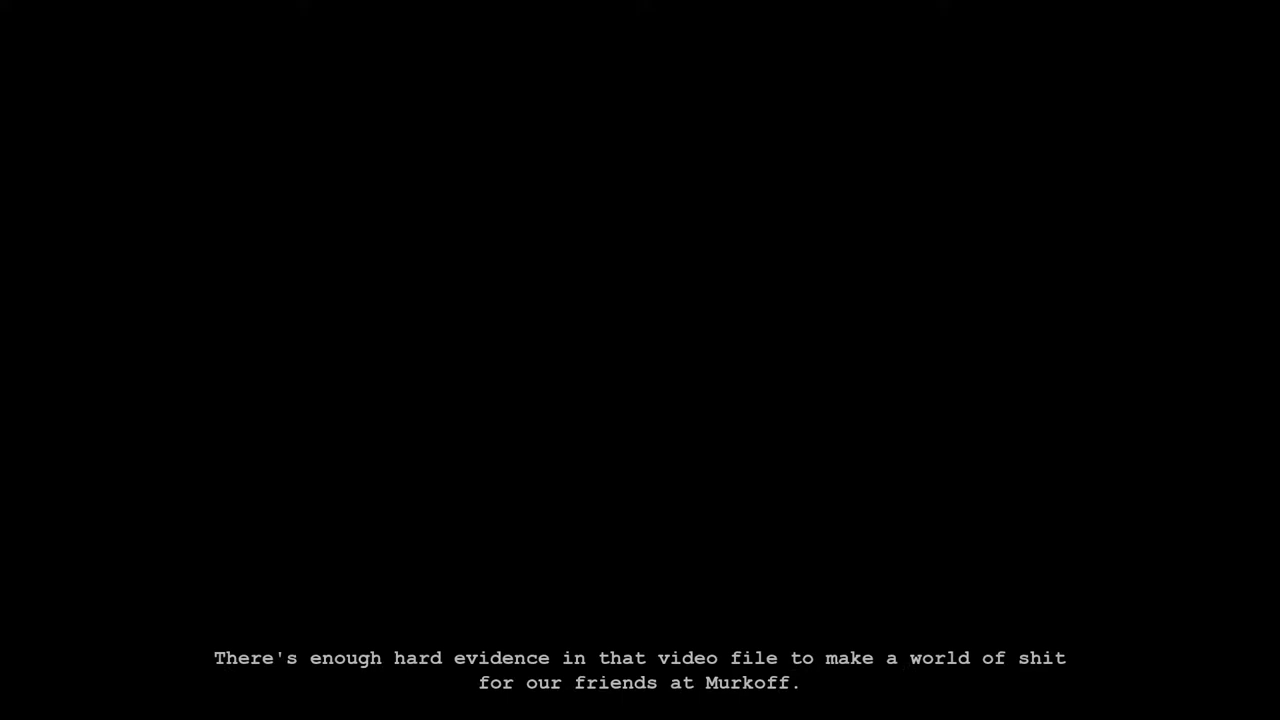 There's enough hard evidence in that video file to make a world of shit
for our friends at Murkoff.